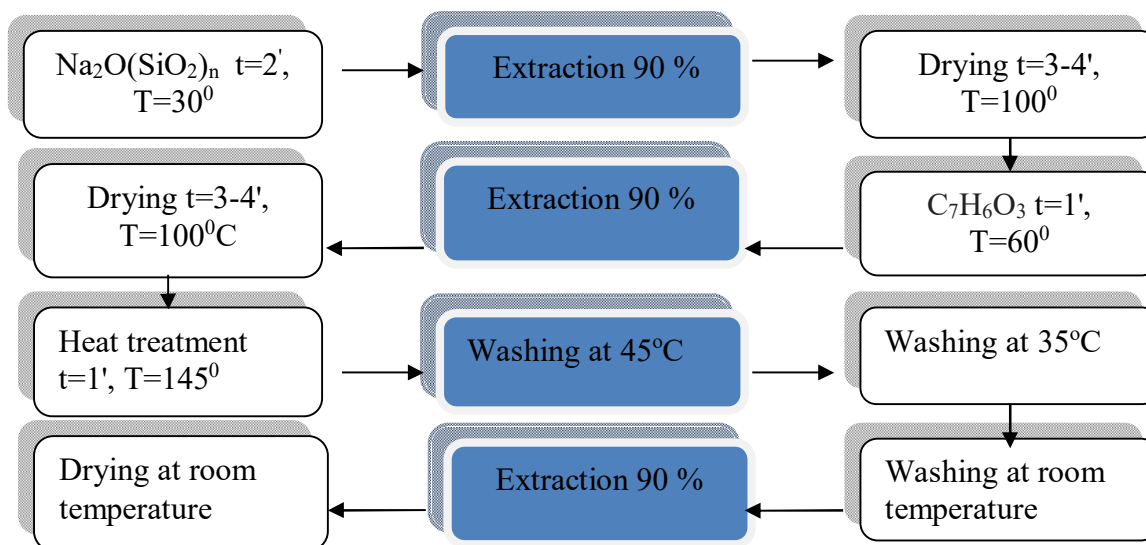 Na₂O(SiO₂)ₙ t=2',
T=30⁰
Extraction 90 %
Drying t=3-4',
T=100⁰
C₇H₆O₃ t=1',
T=60⁰
Extraction 90 %
Drying t=3-4',
T=100⁰C
Heat treatment
t=1', T=145⁰
Washing at 45ºC
Washing at 35ºC
Washing at room
temperature
Extraction 90 %
Drying at room
temperature